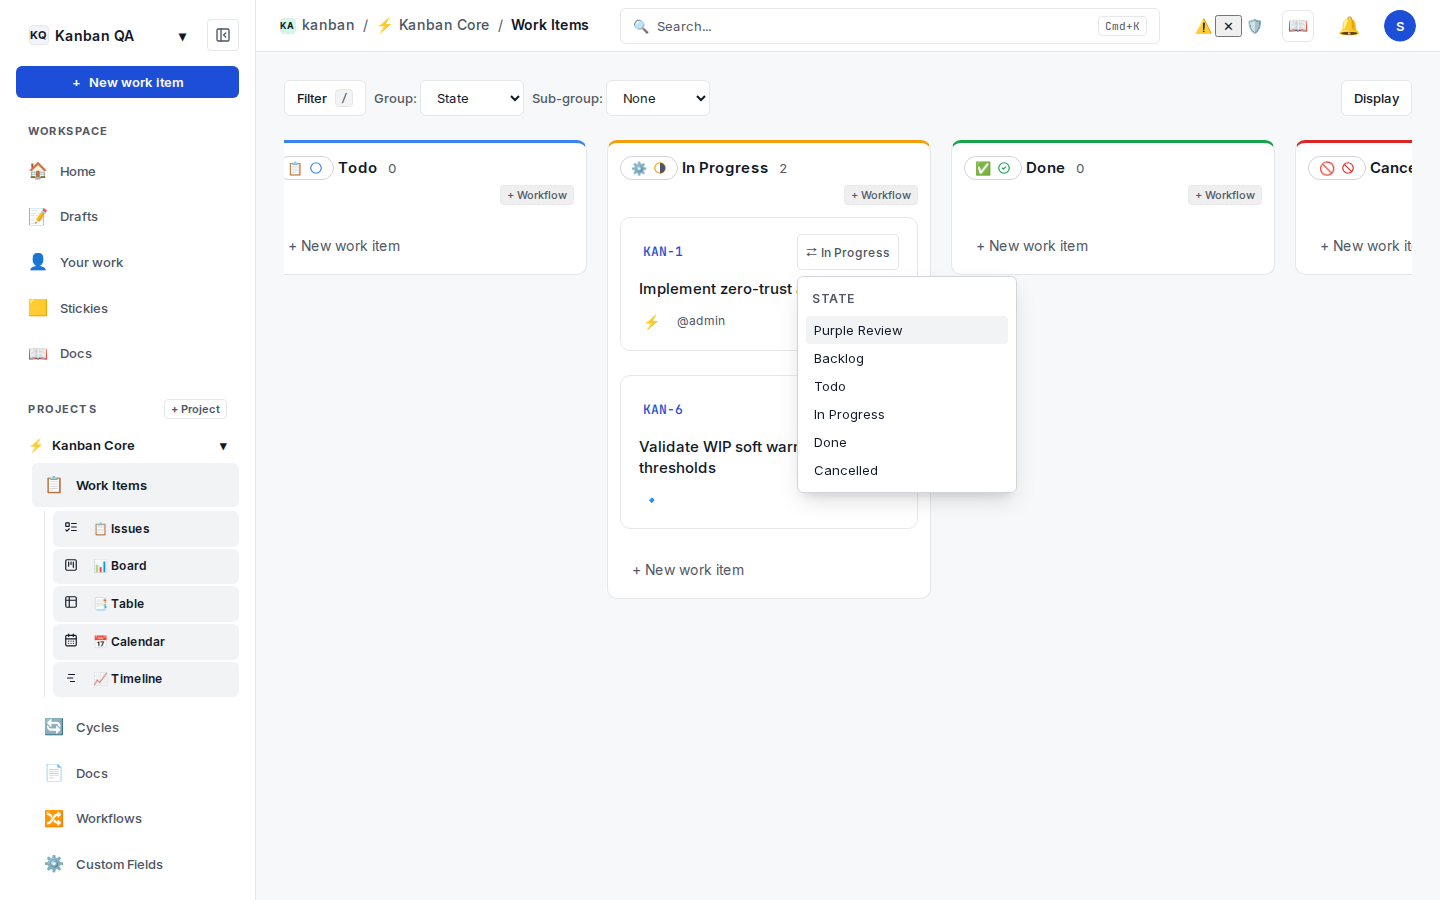 KQ Kanban QA ▾
+ New work item
WORKSPACE
Home
Drafts
Your work
Stickies
Docs
PROJECTS
+ Project
Kanban Core ▾
Work Items
Issues
Board
Table
Calendar
Timeline
Cycles
Docs
Workflows
Custom Fields
KA kanban / Kanban Core / Work Items
Search...
Cmd+K
S
Filter /
Group: State
Sub-group: None
Display
Todo 0
+ Workflow
+ New work item
In Progress 2
+ Workflow
KAN-1
In Progress
Implement zero-trust
@admin
KAN-6
Validate WIP soft
thresholds
+ New work item
STATE
Purple Review
Backlog
Todo
In Progress
Done
Cancelled
Done 0
+ Workflow
+ New work item
Cance
+ New work it